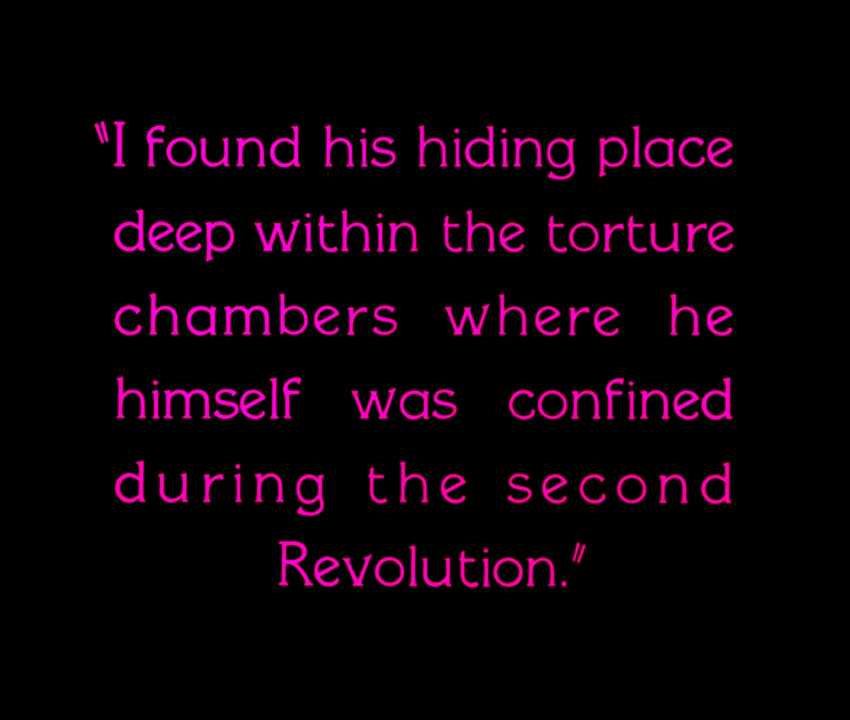 "I found his hiding place
deep within the torture
chambers where he
himself was confined
during the second
Revolution."